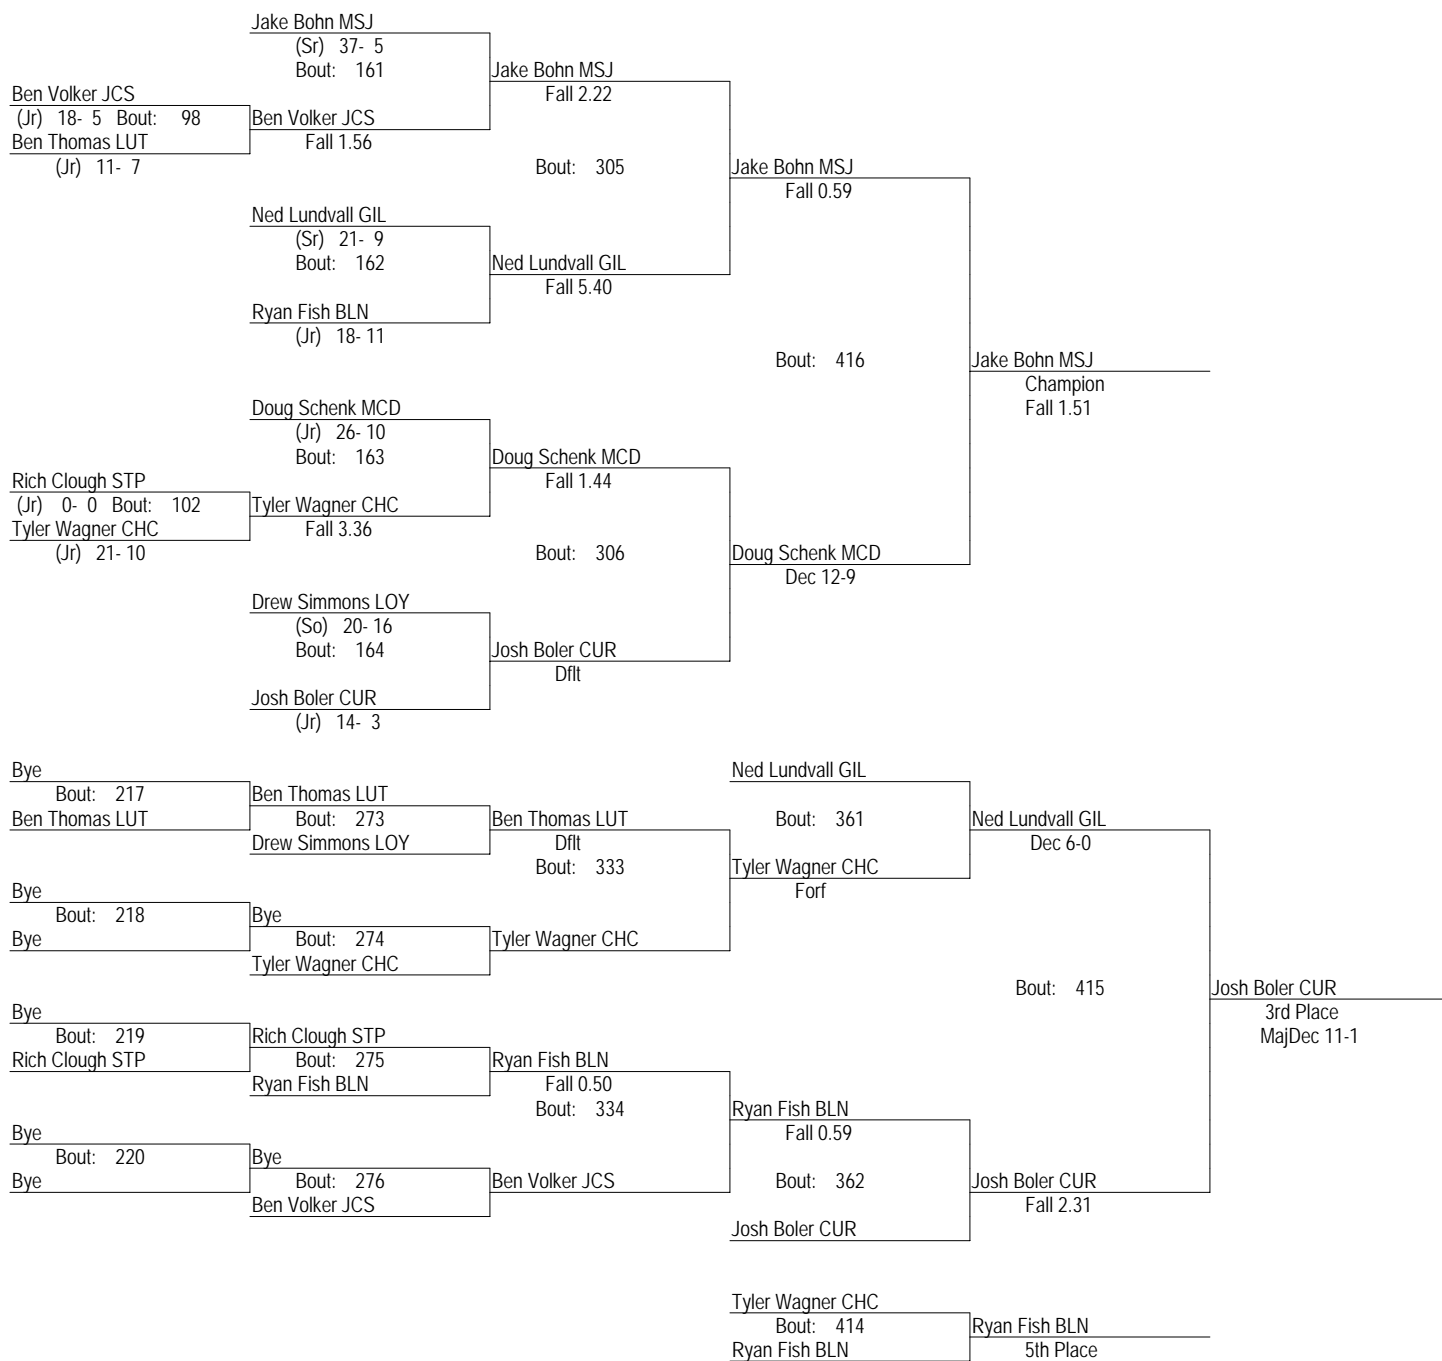 Jake Bohn MSJ
(Sr) 37- 5
Bout: 161
Jake Bohn MSJ
Fall 2.22
Ben Volker JCS
(Jr) 18- 5 Bout: 98
Ben Volker JCS
Ben Thomas LUT
Fall 1.56
(Jr) 11- 7
Bout: 305
Jake Bohn MSJ
Fall 0.59
Ned Lundvall GIL
(Sr) 21- 9
Bout: 162
Ned Lundvall GIL
Fall 5.40
Ryan Fish BLN
(Jr) 18- 11
Bout: 416
Jake Bohn MSJ
Champion
Fall 1.51
Doug Schenk MCD
(Jr) 26- 10
Bout: 163
Doug Schenk MCD
Fall 1.44
Rich Clough STP
(Jr) 0- 0 Bout: 102
Tyler Wagner CHC
Tyler Wagner CHC
Fall 3.36
(Jr) 21- 10
Bout: 306
Doug Schenk MCD
Dec 12-9
Drew Simmons LOY
(So) 20- 16
Bout: 164
Josh Boler CUR
Dflt
Josh Boler CUR
(Jr) 14- 3
Bye
Bout: 217
Ben Thomas LUT
Ben Thomas LUT
Bout: 273
Drew Simmons LOY
Ben Thomas LUT
Dflt
Bout: 333
Ned Lundvall GIL
Bout: 361
Ned Lundvall GIL
Dec 6-0
Tyler Wagner CHC
Forf
Bye
Bout: 218
Bye
Bye
Bout: 274
Tyler Wagner CHC
Tyler Wagner CHC
Bout: 415
Josh Boler CUR
3rd Place
MajDec 11-1
Bye
Bout: 219
Rich Clough STP
Rich Clough STP
Bout: 275
Ryan Fish BLN
Ryan Fish BLN
Fall 0.50
Bout: 334
Ryan Fish BLN
Fall 0.59
Bye
Bout: 220
Bye
Bye
Bout: 276
Ben Volker JCS
Ben Volker JCS
Bout: 362
Josh Boler CUR
Fall 2.31
Josh Boler CUR
Tyler Wagner CHC
Bout: 414
Ryan Fish BLN
Ryan Fish BLN
5th Place